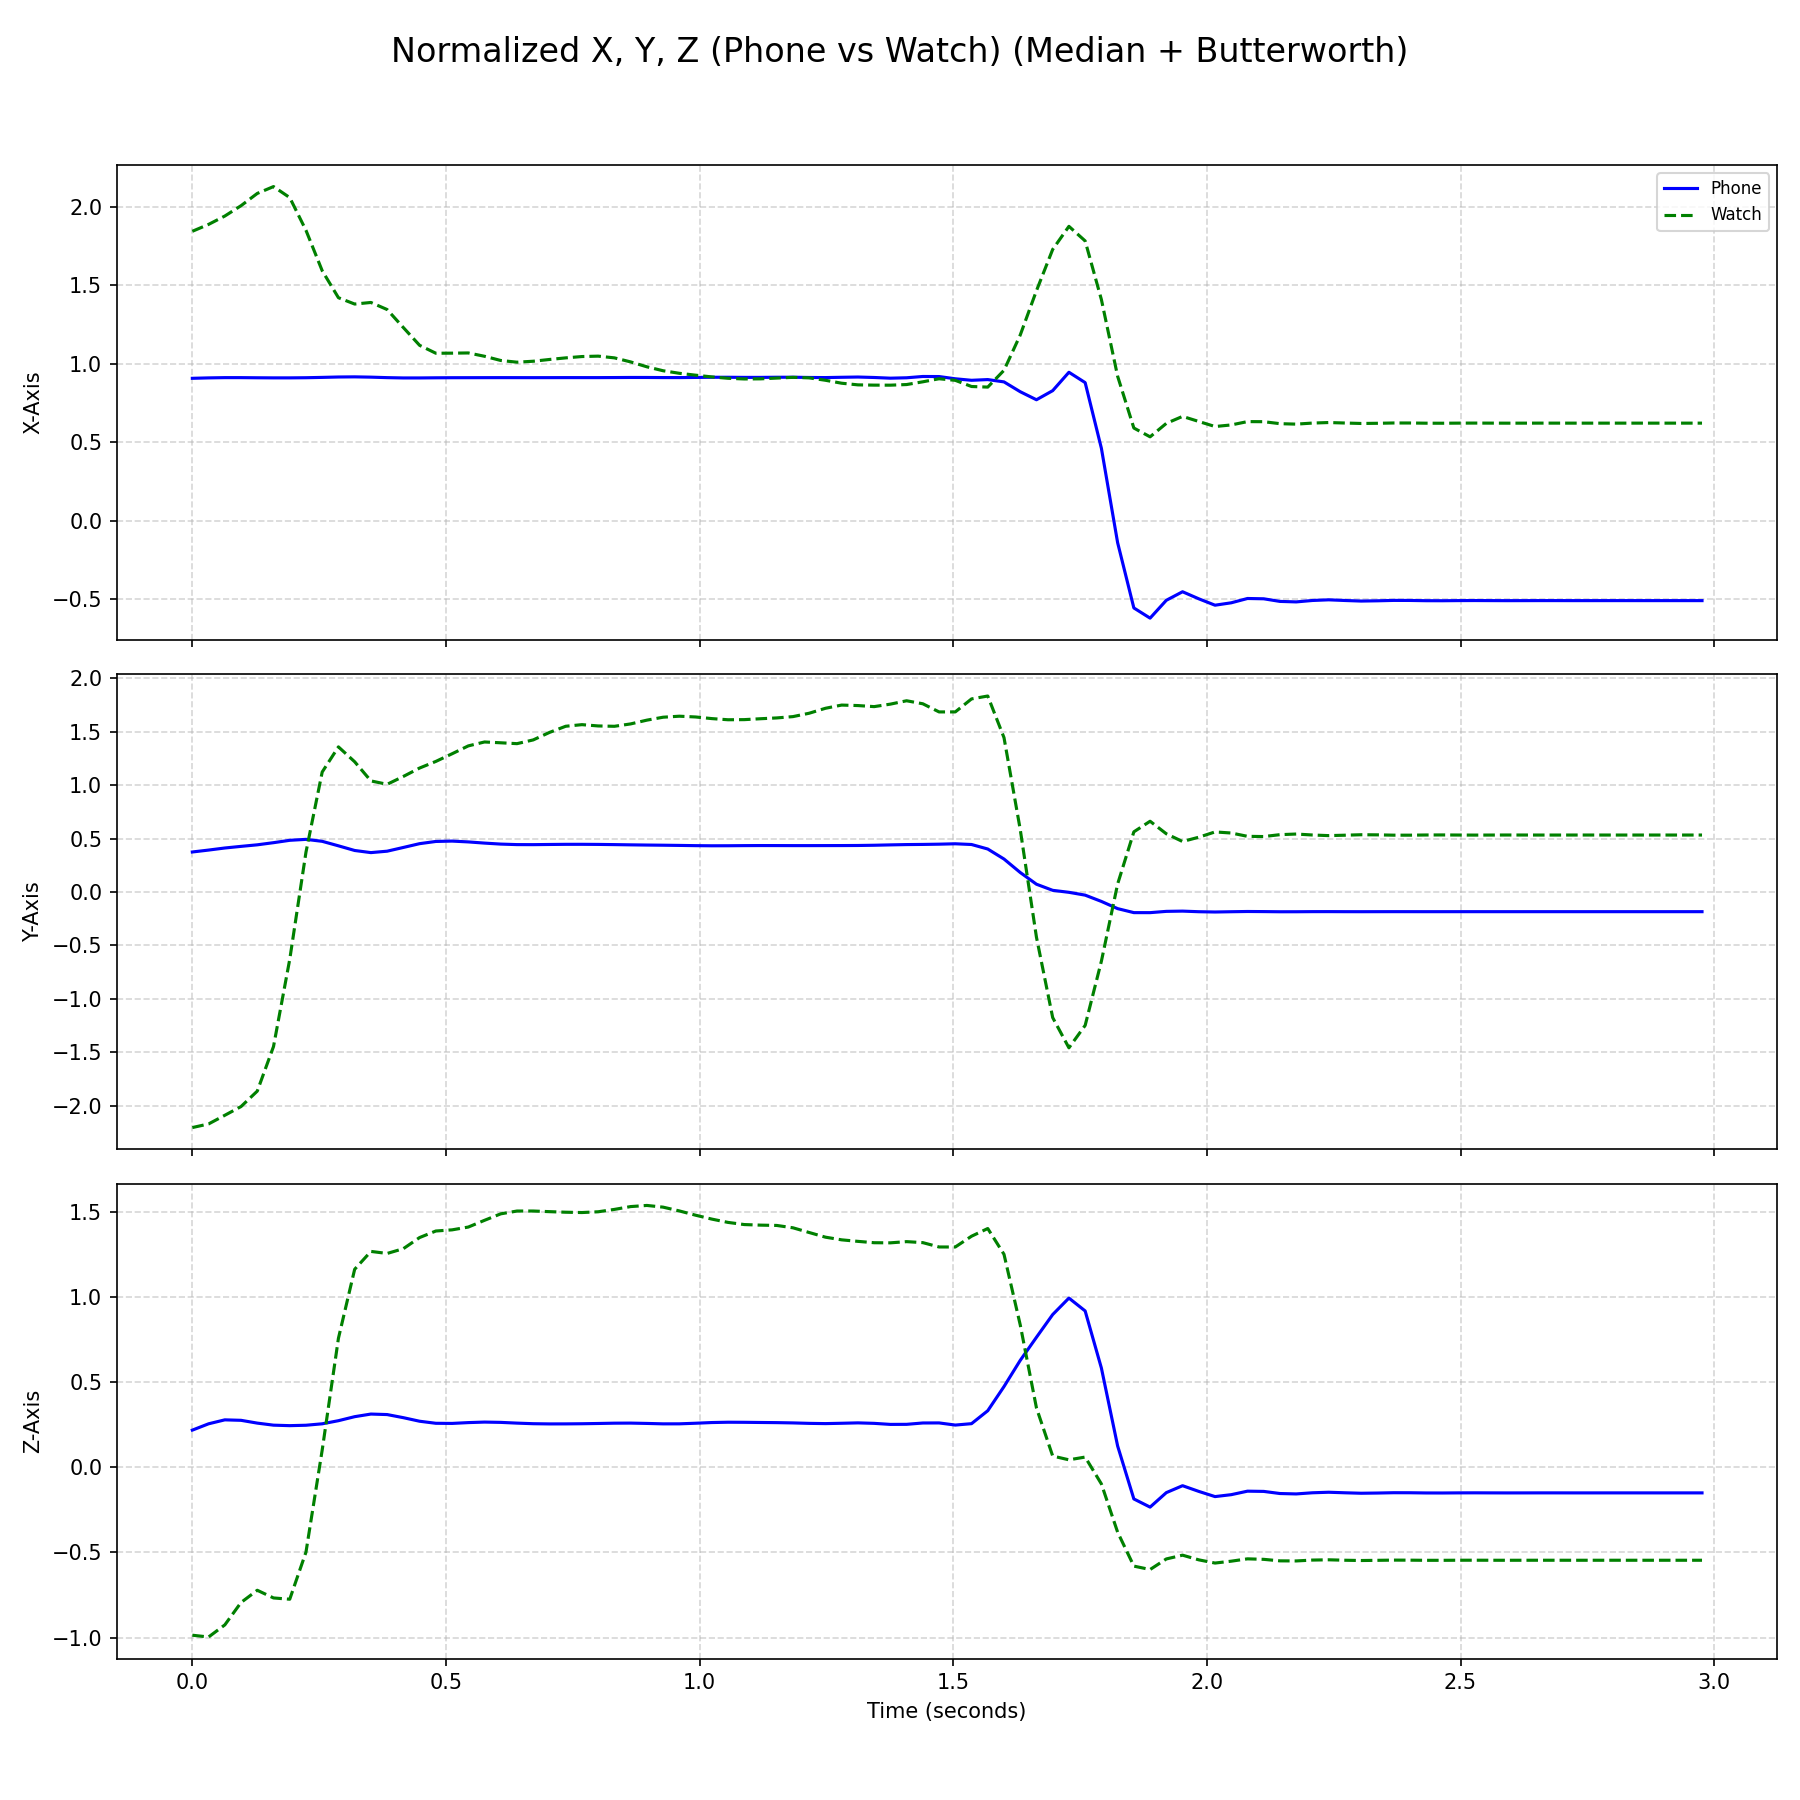 Normalized X, Y, Z (Phone vs Watch) (Median + Butterworth)
Phone
Watch
2.0
1.5
1.0
0.5
0.0
−0.5
X-Axis
2.0
1.5
1.0
0.5
0.0
−0.5
−1.0
−1.5
−2.0
Y-Axis
1.5
1.0
0.5
0.0
−0.5
−1.0
Z-Axis
0.0 0.5 1.0 1.5 2.0 2.5 3.0
Time (seconds)